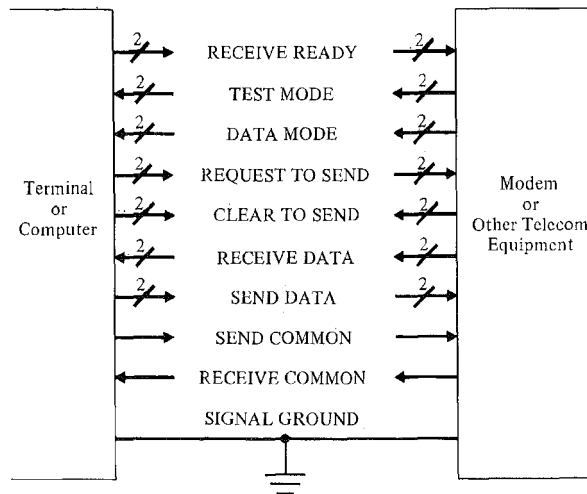 2 RECEIVE READY 2
2 TEST MODE 2
2 DATA MODE 2
2 REQUEST TO SEND 2
2 CLEAR TO SEND 2
2 RECEIVE DATA 2
2 SEND DATA 2
SEND COMMON
RECEIVE COMMON
SIGNAL GROUND
Terminal
or
Computer
Modem
or
Other Telecom
Equipment